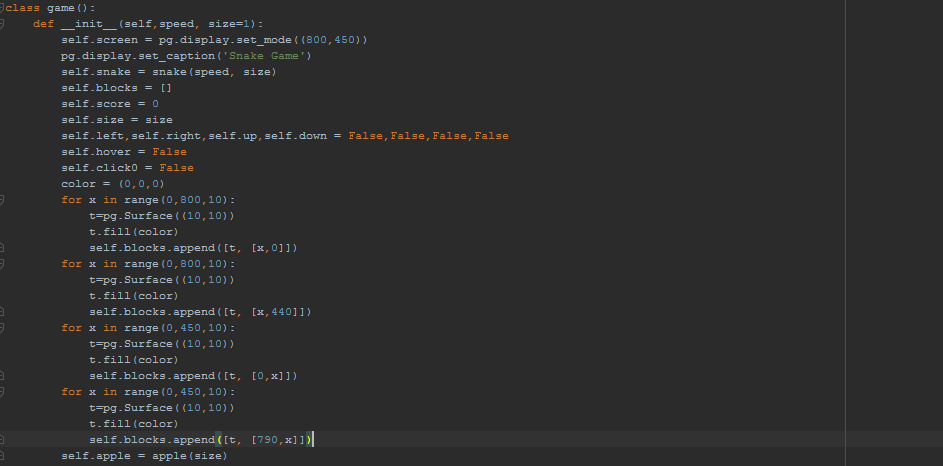 class game():
    def __init__(self,speed, size=1):
        self.screen = pg.display.set_mode((800,450))
        pg.display.set_caption('Snake Game')
        self.snake = snake(speed, size)
        self.blocks = []
        self.score = 0
        self.size = size
        self.left,self.right,self.up,self.down = False,False,False,False
        self.hover = False
        self.click0 = False
        color = (0,0,0)
        for x in range(0,800,10):
            t=pg.Surface((10,10))
            t.fill(color)
            self.blocks.append([t, [x,0]])
        for x in range(0,800,10):
            t=pg.Surface((10,10))
            t.fill(color)
            self.blocks.append([t, [x,440]])
        for x in range(0,450,10):
            t=pg.Surface((10,10))
            t.fill(color)
            self.blocks.append([t, [0,x]])
        for x in range(0,450,10):
            t=pg.Surface((10,10))
            t.fill(color)
            self.blocks.append([t, [790,x]])
        self.apple = apple(size)